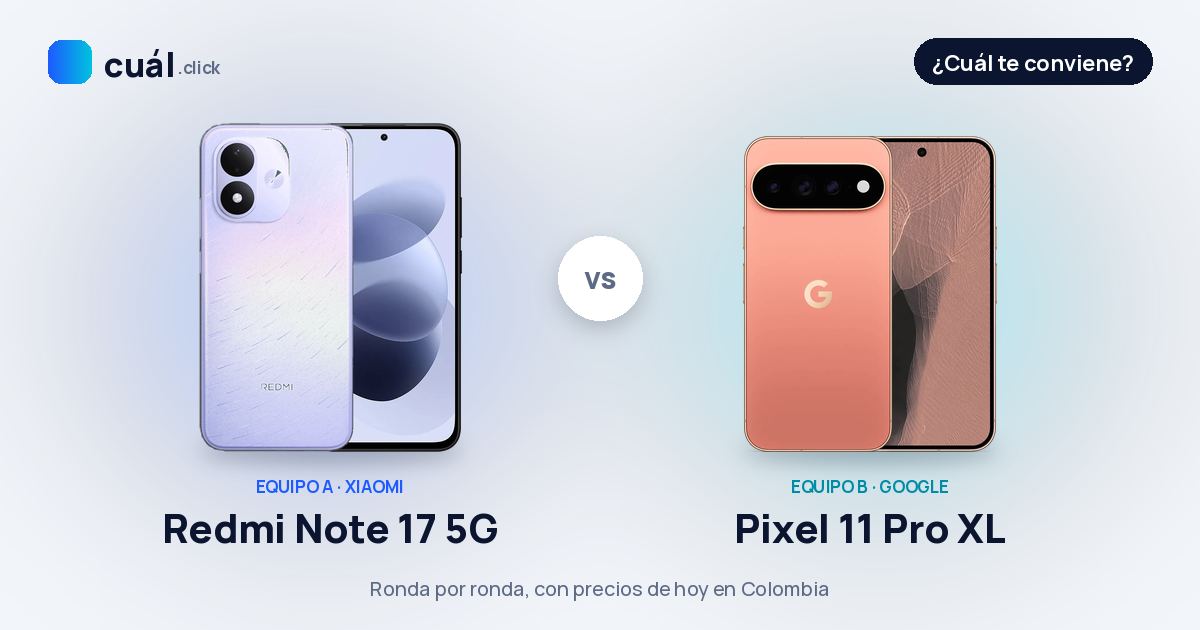 cuál.click
¿Cuál te conviene?
REDMI
G
VS
EQUIPO A · XIAOMI
EQUIPO B · GOOGLE
Redmi Note 17 5G
Pixel 11 Pro XL
Ronda por ronda, con precios de hoy en Colombia